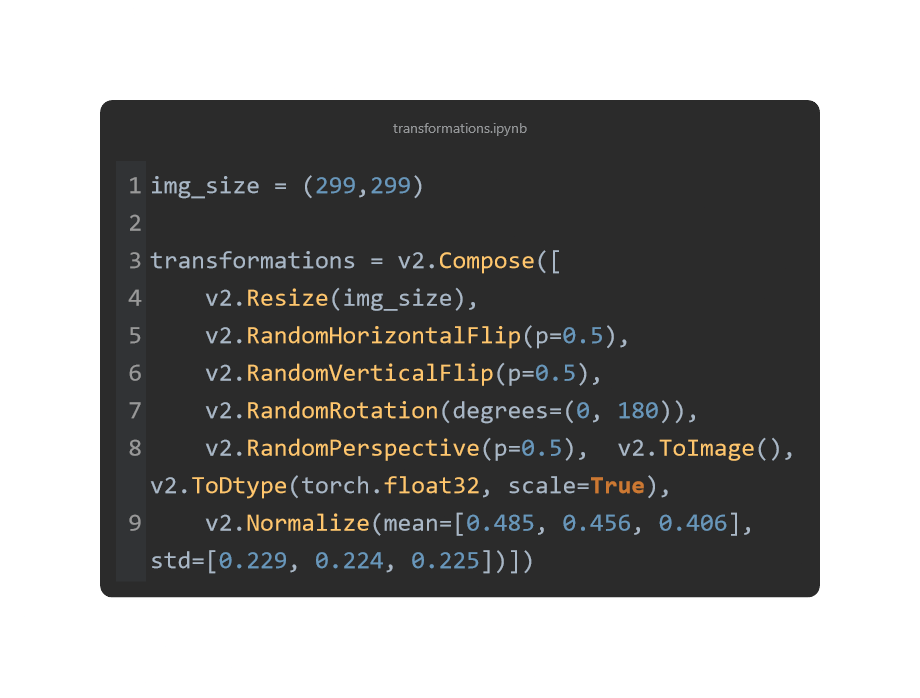 transformations.ipynb
1 img_size = (299,299)
2
3 transformations = v2.Compose([
4     v2.Resize(img_size),
5     v2.RandomHorizontalFlip(p=0.5),
6     v2.RandomVerticalFlip(p=0.5),
7     v2.RandomRotation(degrees=(0, 180)),
8     v2.RandomPerspective(p=0.5),  v2.ToImage(),
v2.ToDtype(torch.float32, scale=True),
9     v2.Normalize(mean=[0.485, 0.456, 0.406],
std=[0.229, 0.224, 0.225])])